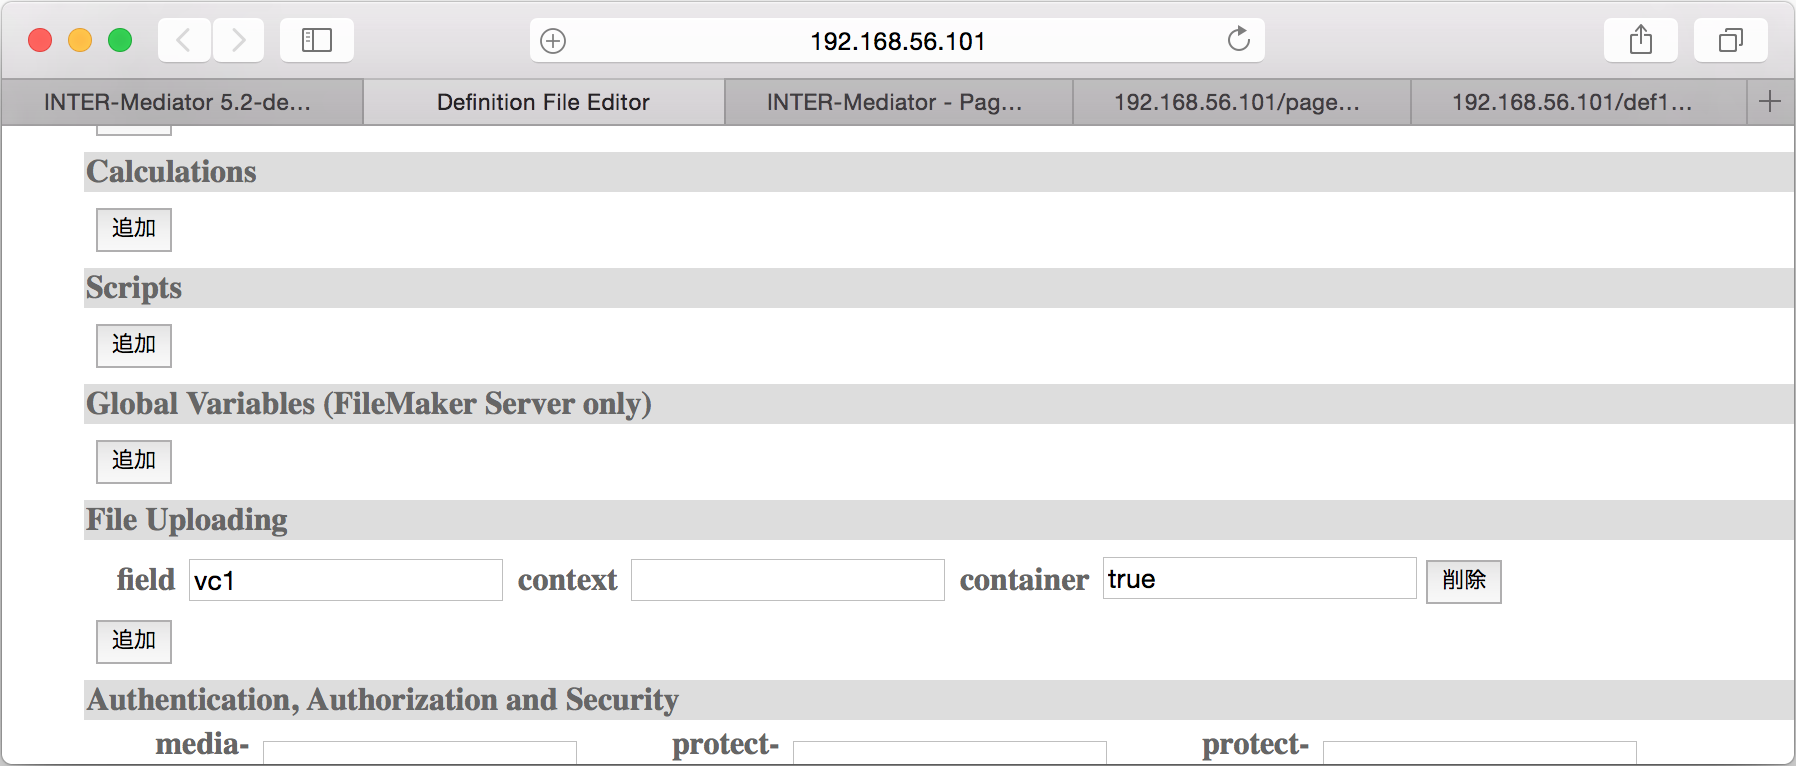 192.168.56.101
INTER-Mediator 5.2-de... Definition File Editor INTER-Mediator - Pag... 192.168.56.101/page... 192.168.56.101/def1...
Calculations
追加
Scripts
追加
Global Variables (FileMaker Server only)
追加
File Uploading
field vc1 context container true 削除
追加
Authentication, Authorization and Security
media- protect- protect-